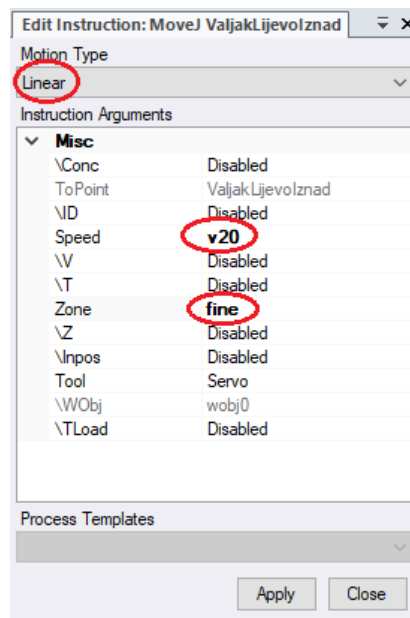 Edit Instruction: MoveJ ValjakLijevoIznad
Motion Type
Linear
Instruction Arguments
Misc
\Conc Disabled
ToPoint ValjakLijevoIznad
\ID Disabled
Speed v20
\V Disabled
\T Disabled
Zone fine
\Z Disabled
\Inpos Disabled
Tool Servo
\WObj wobj0
\TLoad Disabled
Process Templates
Apply Close